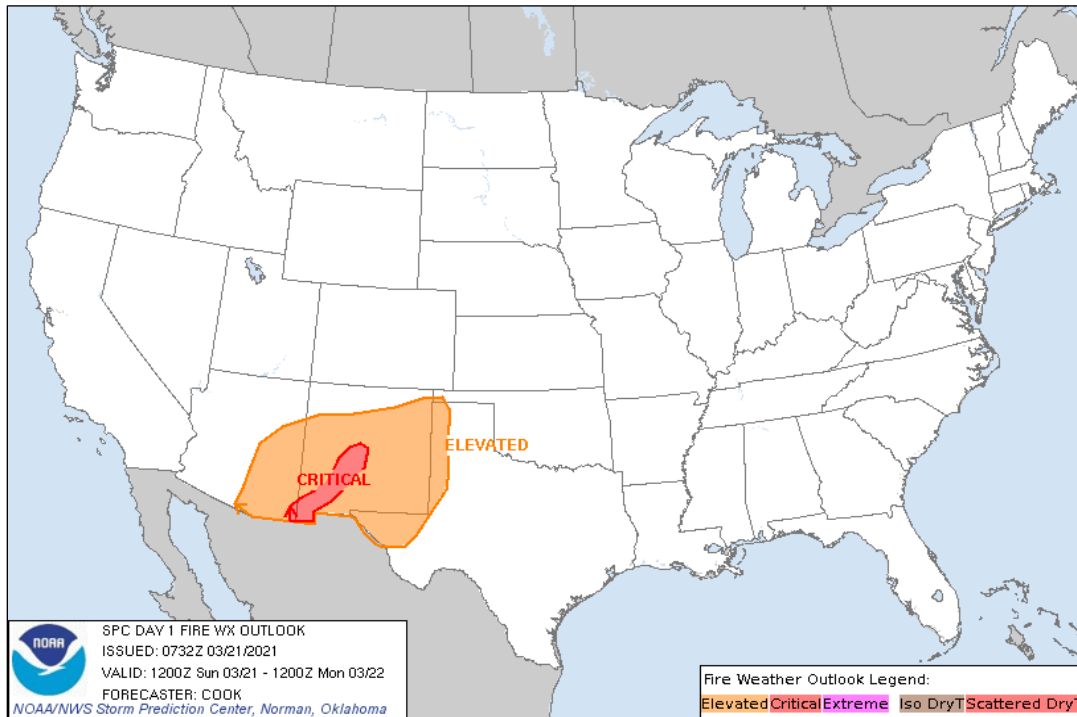 ELEVATED
CRITICAL
NOAA
SPC DAY 1 FIRE WX OUTLOOK
ISSUED: 0732Z 03/21/2021
VALID: 1200Z Sun 03/21 - 1200Z Mon 03/22
FORECASTER: COOK
NOAA/NWS Storm Prediction Center, Norman, Oklahoma
Fire Weather Outlook Legend:
Elevated Critical Extreme Iso DryT Scattered DryT